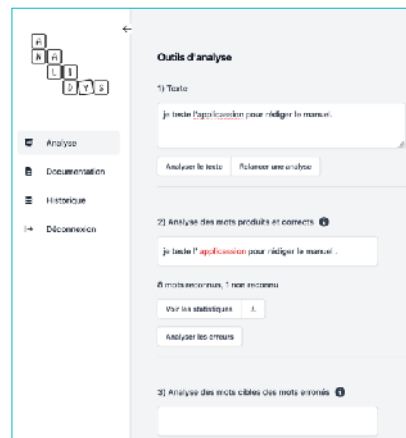 ANALIDYS
Outils d'analyse
1) Texte
je teste l'applicassion pour rédiger le manuel.
Analyser le texte
Relancer une analyse
Analyse
Documentation
Historique
Déconnexion
2) Analyse des mots produits et corrects
je teste l' applicassion pour rédiger le manuel .
8 mots reconnus, 1 non reconnu
Voir les statistiques
Analyser les erreurs
3) Analyse des mots cibles des mots erronés